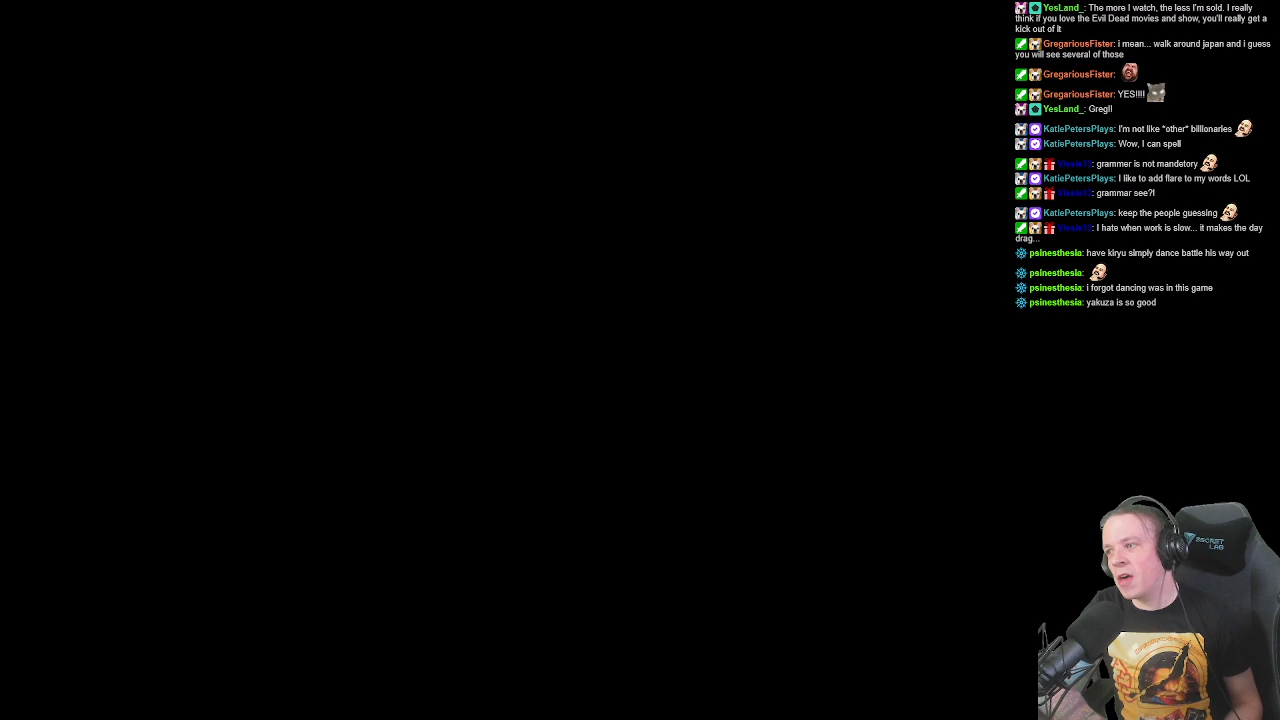 YesLand_: The more I watch, the less I'm sold. I really
think if you love the Evil Dead movies and show, you'll really get a
kick out of it
GregariousFister: i mean... walk around japan and i guess
you will see several of those
GregariousFister:
GregariousFister: YES!!!!
YesLand_: Greg!!
KatiePetersPlays: I'm not like *other* billionaries
KatiePetersPlays: Wow, I can spell
grammer is not mandetory
KatiePetersPlays: I like to add flare to my words LOL
grammar see?!
KatiePetersPlays: keep the people guessing
I hate when work is slow... it makes the day
drag...
psinesthesia: have kiryu simply dance battle his way out
psinesthesia:
psinesthesia: i forgot dancing was in this game
psinesthesia: yakuza is so good
SECRET
LAB